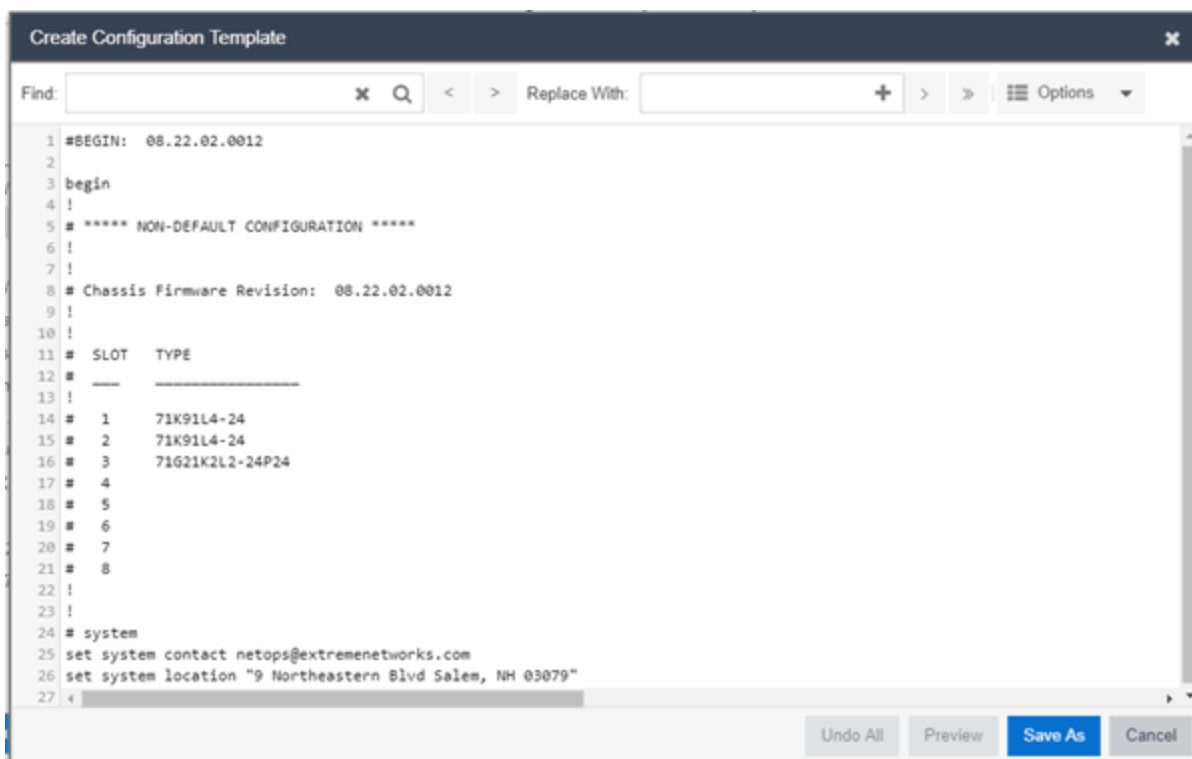 Create Configuration Template
Find: < > Replace With: > » Options
1 #BEGIN:  08.22.02.0012
2
3 begin
4 !
5 # ***** NON-DEFAULT CONFIGURATION *****
6 !
7 !
8 # Chassis Firmware Revision:  08.22.02.0012
9 !
10 !
11 #  SLOT   TYPE
12 #  ___   ________________
13 !
14 #   1     71K91L4-24
15 #   2     71K91L4-24
16 #   3     71G21K2L2-24P24
17 #   4
18 #   5
19 #   6
20 #   7
21 #   8
22 !
23 !
24 # system
25 set system contact netops@extremenetworks.com
26 set system location "9 Northeastern Blvd Salem, NH 03079"
27
Undo All Preview Save As Cancel